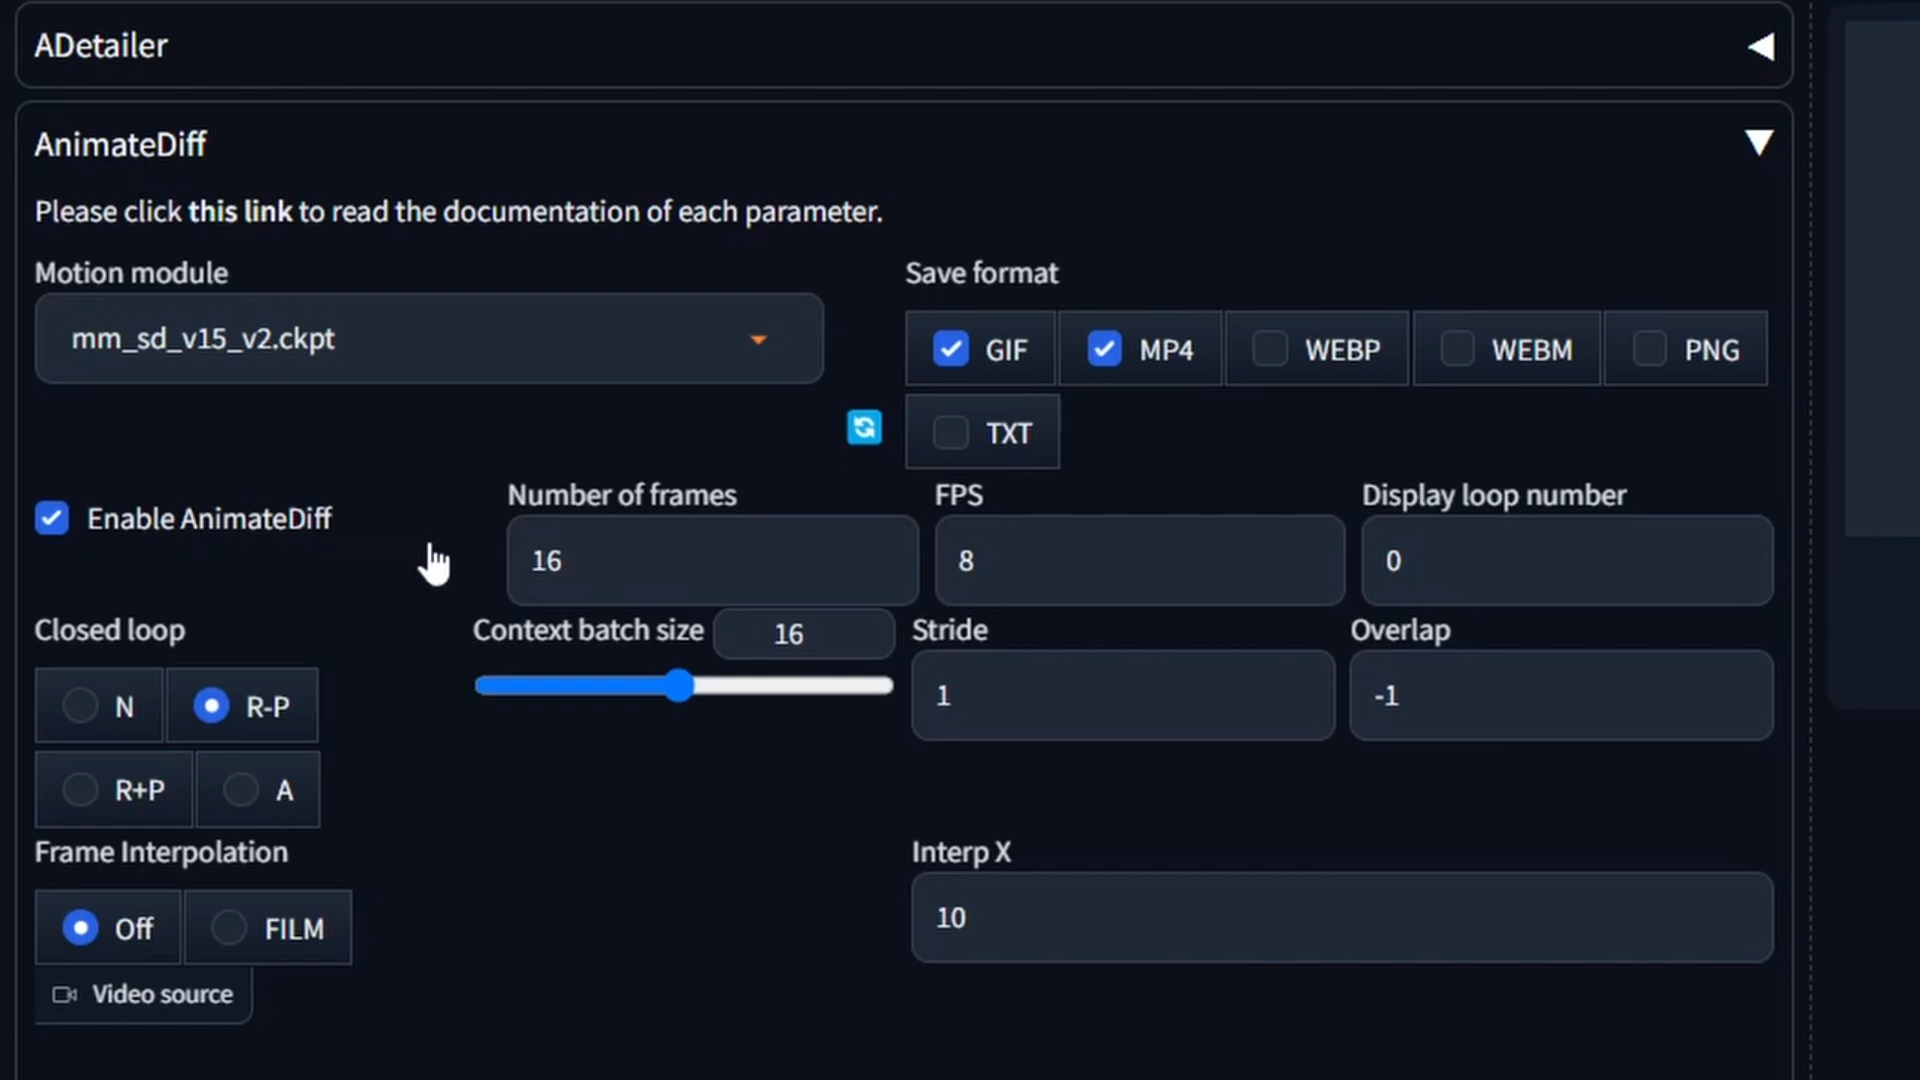 ADetailer
AnimateDiff
Please click this link to read the documentation of each parameter.
Motion module
mm_sd_v15_v2.ckpt
Save format
GIF
MP4
WEBP
WEBM
PNG
TXT
Enable AnimateDiff
Number of frames
16
FPS
8
Display loop number
0
Closed loop
N
R-P
R+P
A
Context batch size
16
Stride
1
Overlap
-1
Frame Interpolation
Off
FILM
Interp X
10
Video source